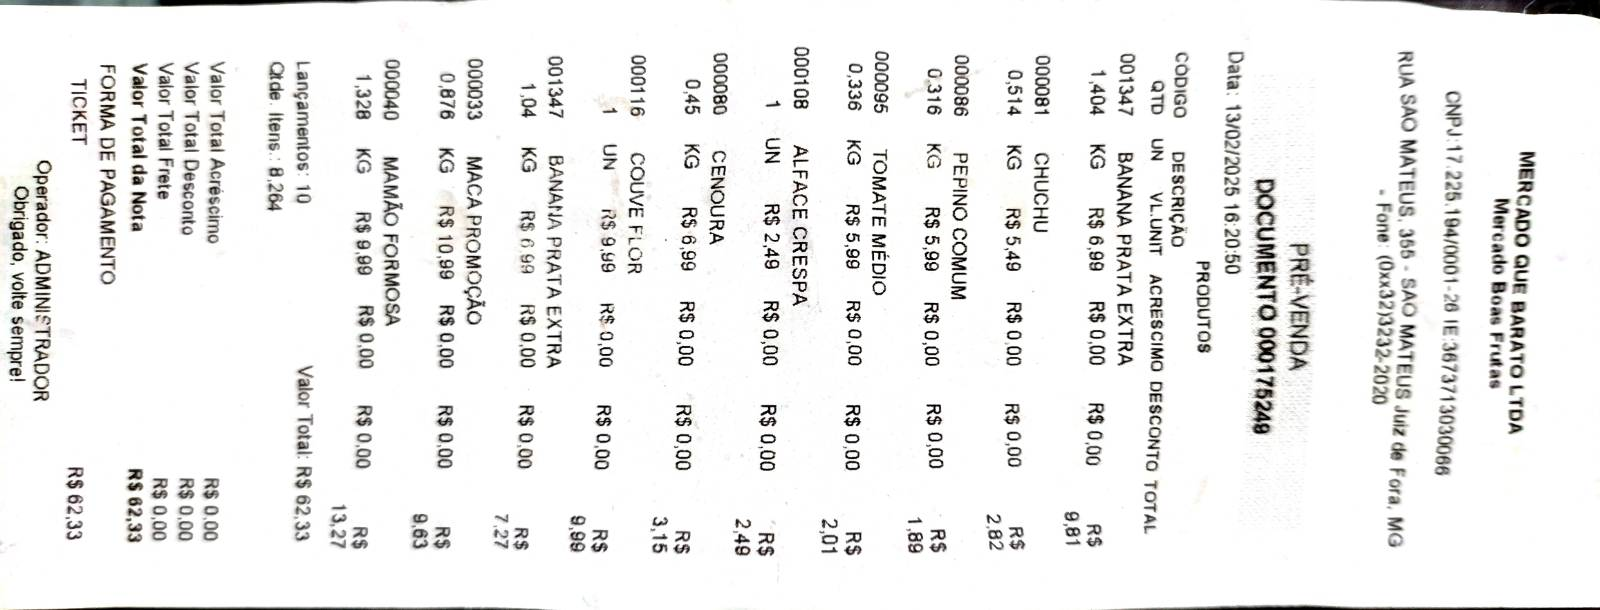 MERCADO QUE BARATO LTDA
Mercado Boas Frutas
CNPJ:17.225.194/0001-26 IE:3673713030066
RUA SAO MATEUS, 355 - SAO MATEUS Juiz de Fora, MG
- Fone: (0x32)3232-2020
PRÉ-VENDA
DOCUMENTO 000175249
Data: 13/02/2025 16:20:50
PRODUTOS
CÓDIGO DESCRIÇÃO
QTD UN VL.UNIT ACRESCIMO DESCONTO TOTAL
001347 BANANA PRATA EXTRA
1,404 KG R$ 6,99 R$ 0,00 R$ 0,00 R$
9,81
000081 CHUCHU
0,514 KG R$ 5,49 R$ 0,00 R$ 0,00 R$
2,82
000086 PEPINO COMUM
0,316 KG R$ 5,99 R$ 0,00 R$ 0,00 R$
1,89
000095 TOMATE MÉDIO
0,336 KG R$ 5,99 R$ 0,00 R$ 0,00 R$
2,01
000108 ALFACE CRESPA
1 UN R$ 2,49 R$ 0,00 R$ 0,00 R$
2,49
000080 CENOURA
0,45 KG R$ 6,99 R$ 0,00 R$ 0,00 R$
3,15
000116 COUVE FLOR
1 UN R$ 9,99 R$ 0,00 R$ 0,00 R$
9,99
001347 BANANA PRATA EXTRA
1,04 KG R$ 6,99 R$ 0,00 R$ 0,00 R$
7,27
000033 MACA PROMOÇÃO
0,876 KG R$ 10,99 R$ 0,00 R$ 0,00 R$
9,63
000040 MAMÃO FORMOSA
1,328 KG R$ 9,99 R$ 0,00 R$ 0,00 R$
13,27
Lançamentos: 10 Valor Total: R$ 62,33
Qtde. Itens.: 8,264
Valor Total Acréscimo R$ 0,00
Valor Total Desconto R$ 0,00
Valor Total Frete R$ 0,00
Valor Total da Nota R$ 62,33
FORMA DE PAGAMENTO
TICKET R$ 62,33
Operador: ADMINISTRADOR
Obrigado, volte sempre!